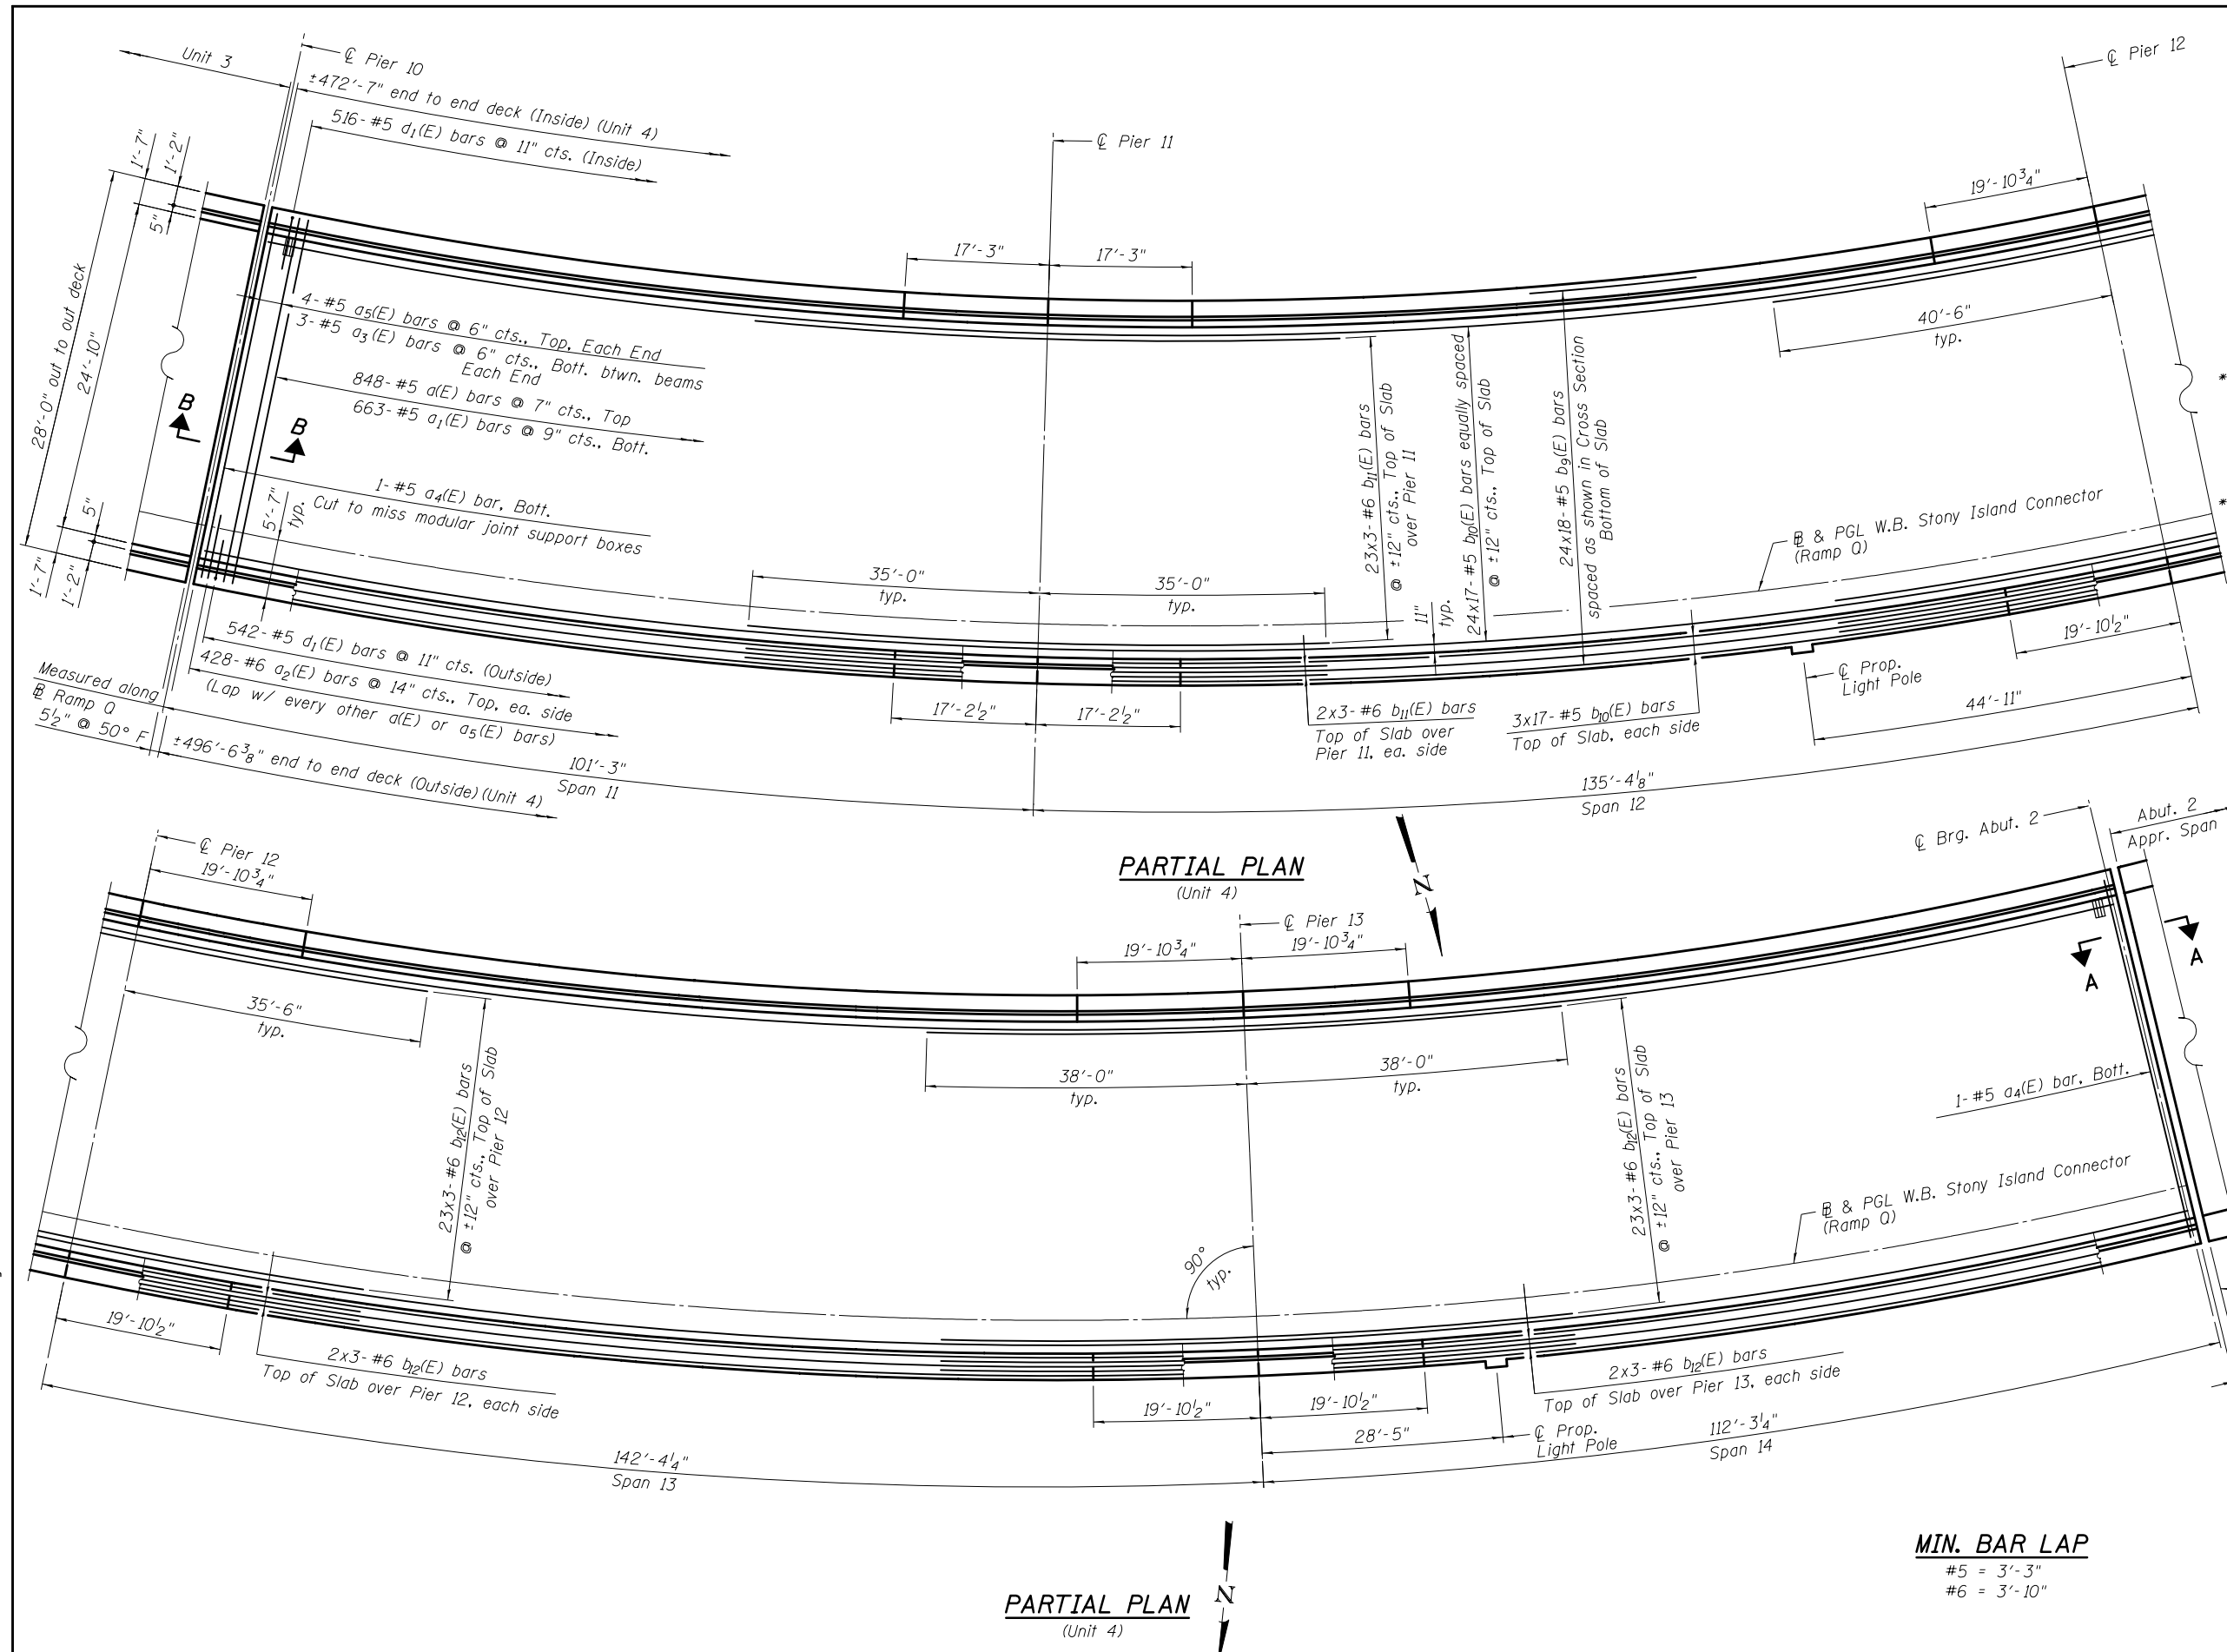 Unit 3
℄ Pier 10
±472'-7" end to end deck (Inside) (Unit 4)
516-#5 d1(E) bars @ 11" cts. (Inside)
℄ Pier 11
℄ Pier 12
1'-7"
1'-2"
5"
28'-0" out to out deck
24'-10"
17'-3"
17'-3"
19'-10¾"
40'-6"
typ.
4-#5 a5(E) bars @ 6" cts., Top, Each End
3-#5 a3(E) bars @ 6" cts., Bott. btwn. beams
Each End
848-#5 a(E) bars @ 7" cts., Top
663-#5 a1(E) bars @ 9" cts., Bott.
B
B
1-#5 a4(E) bar, Bott.
Cut to miss modular joint support boxes
5'-7"
typ.
5"
1'-7"
1'-2"
23x3-#6 b11(E) bars
@ ±12" cts., Top of Slab
over Pier 11
24x17-#5 b10(E) bars equally spaced
@ ±12" cts., Top of Slab
24x18-#5 b9(E) bars
spaced as shown in Cross Section
Bottom of Slab
*
*
11"
typ.
35'-0"
typ.
35'-0"
typ.
℄ & PGL W.B. Stony Island Connector
(Ramp Q)
542-#5 d1(E) bars @ 11" cts. (Outside)
428-#6 a2(E) bars @ 14" cts., Top, ea. side
(Lap w/ every other a(E) or a5(E) bars)
Measured along
℄ Ramp Q
5½" @ 50° F
±496'-6⅜" end to end deck (Outside) (Unit 4)
17'-2½"
17'-2½"
2x3-#6 b11(E) bars
Top of Slab over
Pier 11, ea. side
3x17-#5 b10(E) bars
Top of Slab, each side
℄ Prop.
Light Pole
19'-10½"
44'-11"
101'-3"
Span 11
135'-4⅛"
Span 12
PARTIAL PLAN
(Unit 4)
N
℄ Pier 12
19'-10¾"
℄ Pier 13
19'-10¾"
19'-10¾"
℄ Brg. Abut. 2
Abut. 2
Appr. Span
A
A
35'-6"
typ.
38'-0"
typ.
38'-0"
typ.
23x3-#6 b12(E) bars
@ ±12" cts., Top of Slab
over Pier 12
23x3-#6 b12(E) bars
@ ±12" cts., Top of Slab
over Pier 13
1-#5 a4(E) bar, Bott.
℄ & PGL W.B. Stony Island Connector
(Ramp Q)
90°
typ.
19'-10½"
2x3-#6 b12(E) bars
Top of Slab over Pier 12, each side
19'-10½"
19'-10½"
28'-5"
℄ Prop.
Light Pole
2x3-#6 b12(E) bars
Top of Slab over Pier 13, each side
142'-4¼"
Span 13
112'-3¼"
Span 14
PARTIAL PLAN
(Unit 4)
N
MIN. BAR LAP
#5 = 3'-3"
#6 = 3'-10"